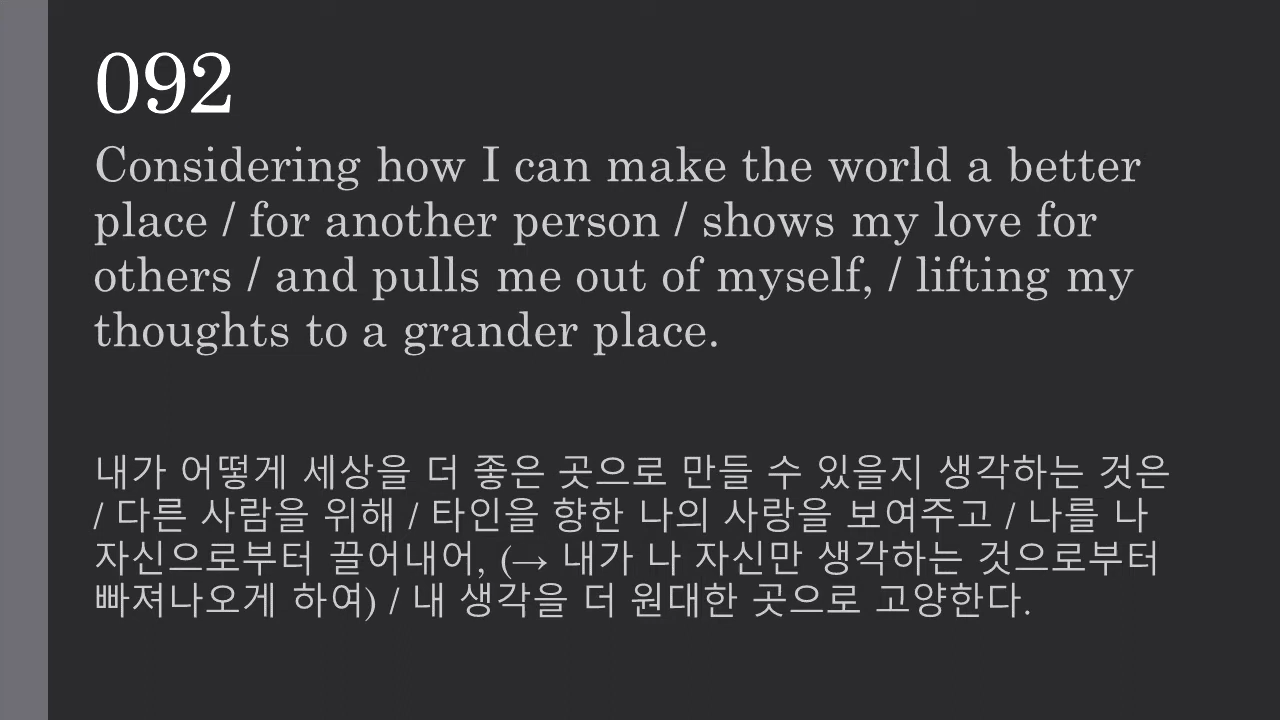 092
Considering how I can make the world a better
place / for another person / shows my love for
others / and pulls me out of myself, / lifting my
thoughts to a grander place.
내가 어떻게 세상을 더 좋은 곳으로 만들 수 있을지 생각하는 것은
/ 다른 사람을 위해 / 타인을 향한 나의 사랑을 보여주고 / 나를 나
자신으로부터 끌어내어, (→ 내가 나 자신만 생각하는 것으로부터
빠져나오게 하여) / 내 생각을 더 원대한 곳으로 고양한다.